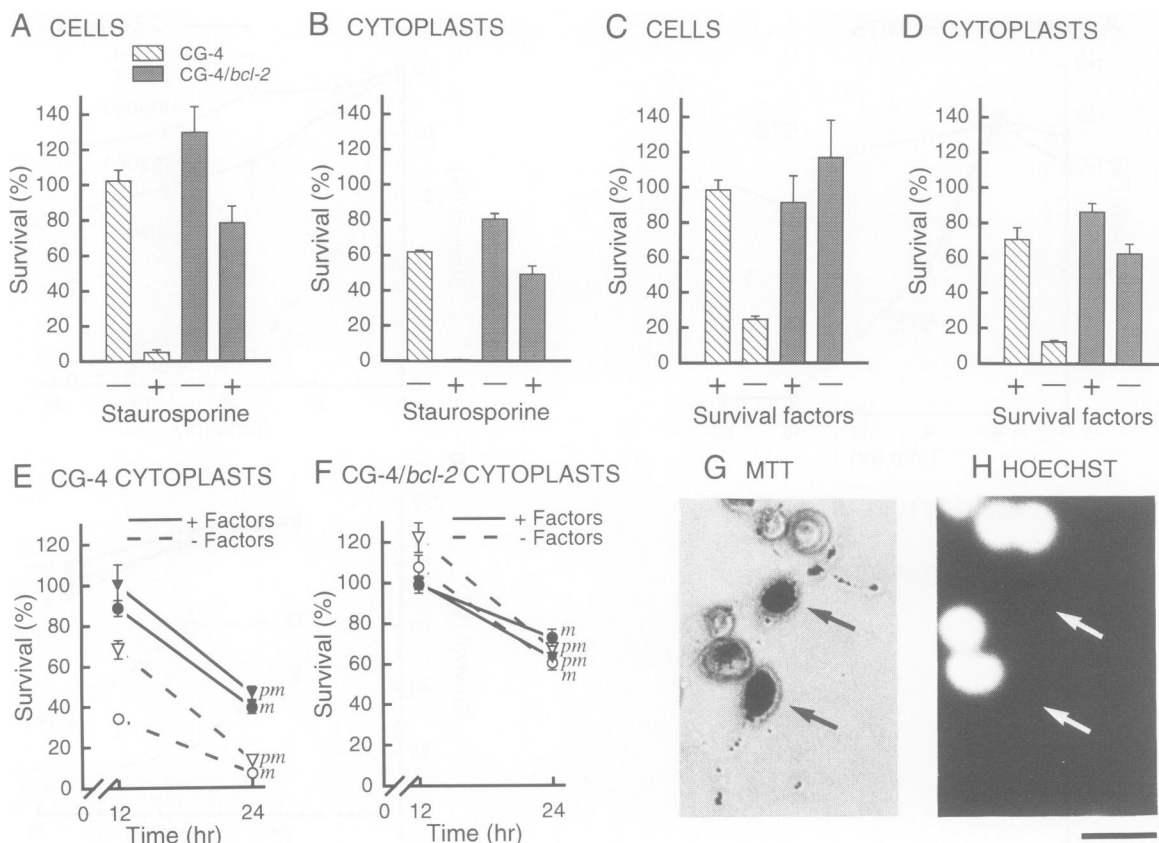 A CELLS
CG-4
CG-4/bcl-2
Survival (%)
140
120
100
80
60
40
20
0
— + — +
Staurosporine
B CYTOPLASTS
Survival (%)
140
120
100
80
60
40
20
0
— + — +
Staurosporine
C CELLS
Survival (%)
140
120
100
80
60
40
20
0
+ — + —
Survival factors
D CYTOPLASTS
Survival (%)
140
120
100
80
60
40
20
0
+ — + —
Survival factors
E CG-4 CYTOPLASTS
+ Factors
- Factors
Survival (%)
120
100
80
60
40
20
0
pm
m
pm
m
0 12 24
Time (hr)
F CG-4/bcl-2 CYTOPLASTS
+ Factors
- Factors
Survival (%)
120
100
80
60
40
20
0
m
pm
pm
m
0 12 24
Time (hr)
G MTT
H HOECHST